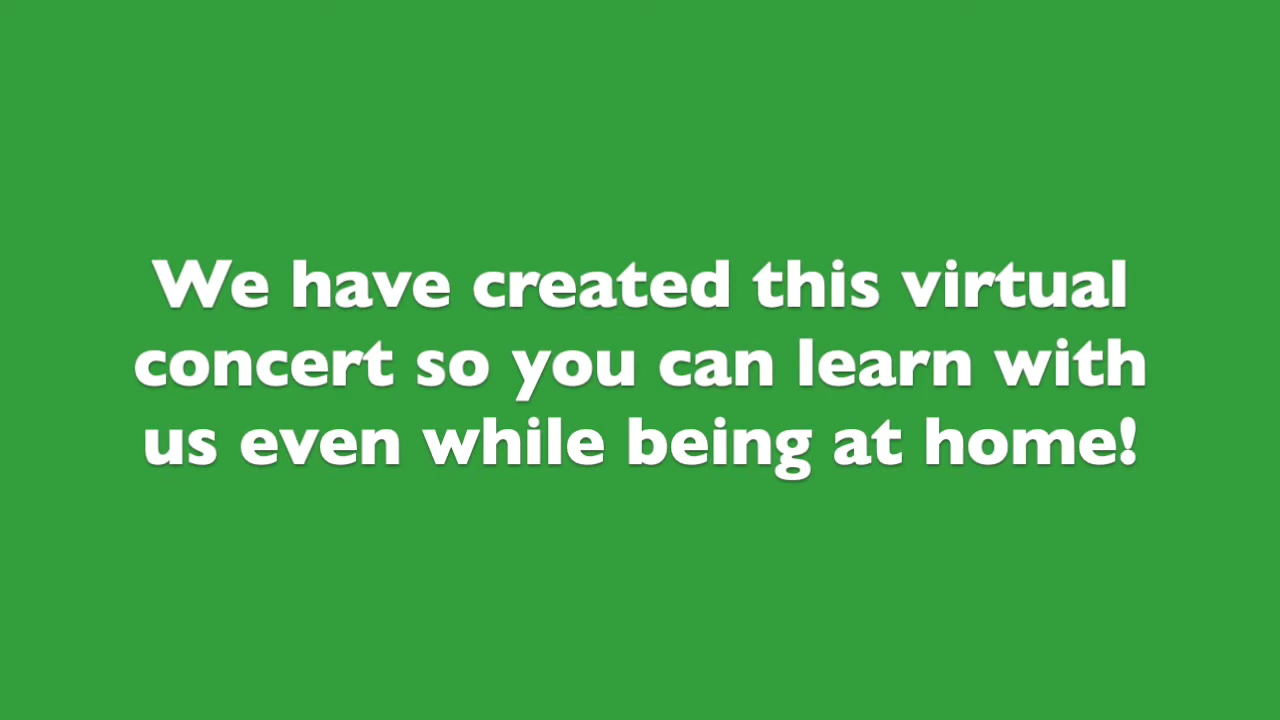 We have created this virtual
concert so you can learn with
us even while being at home!